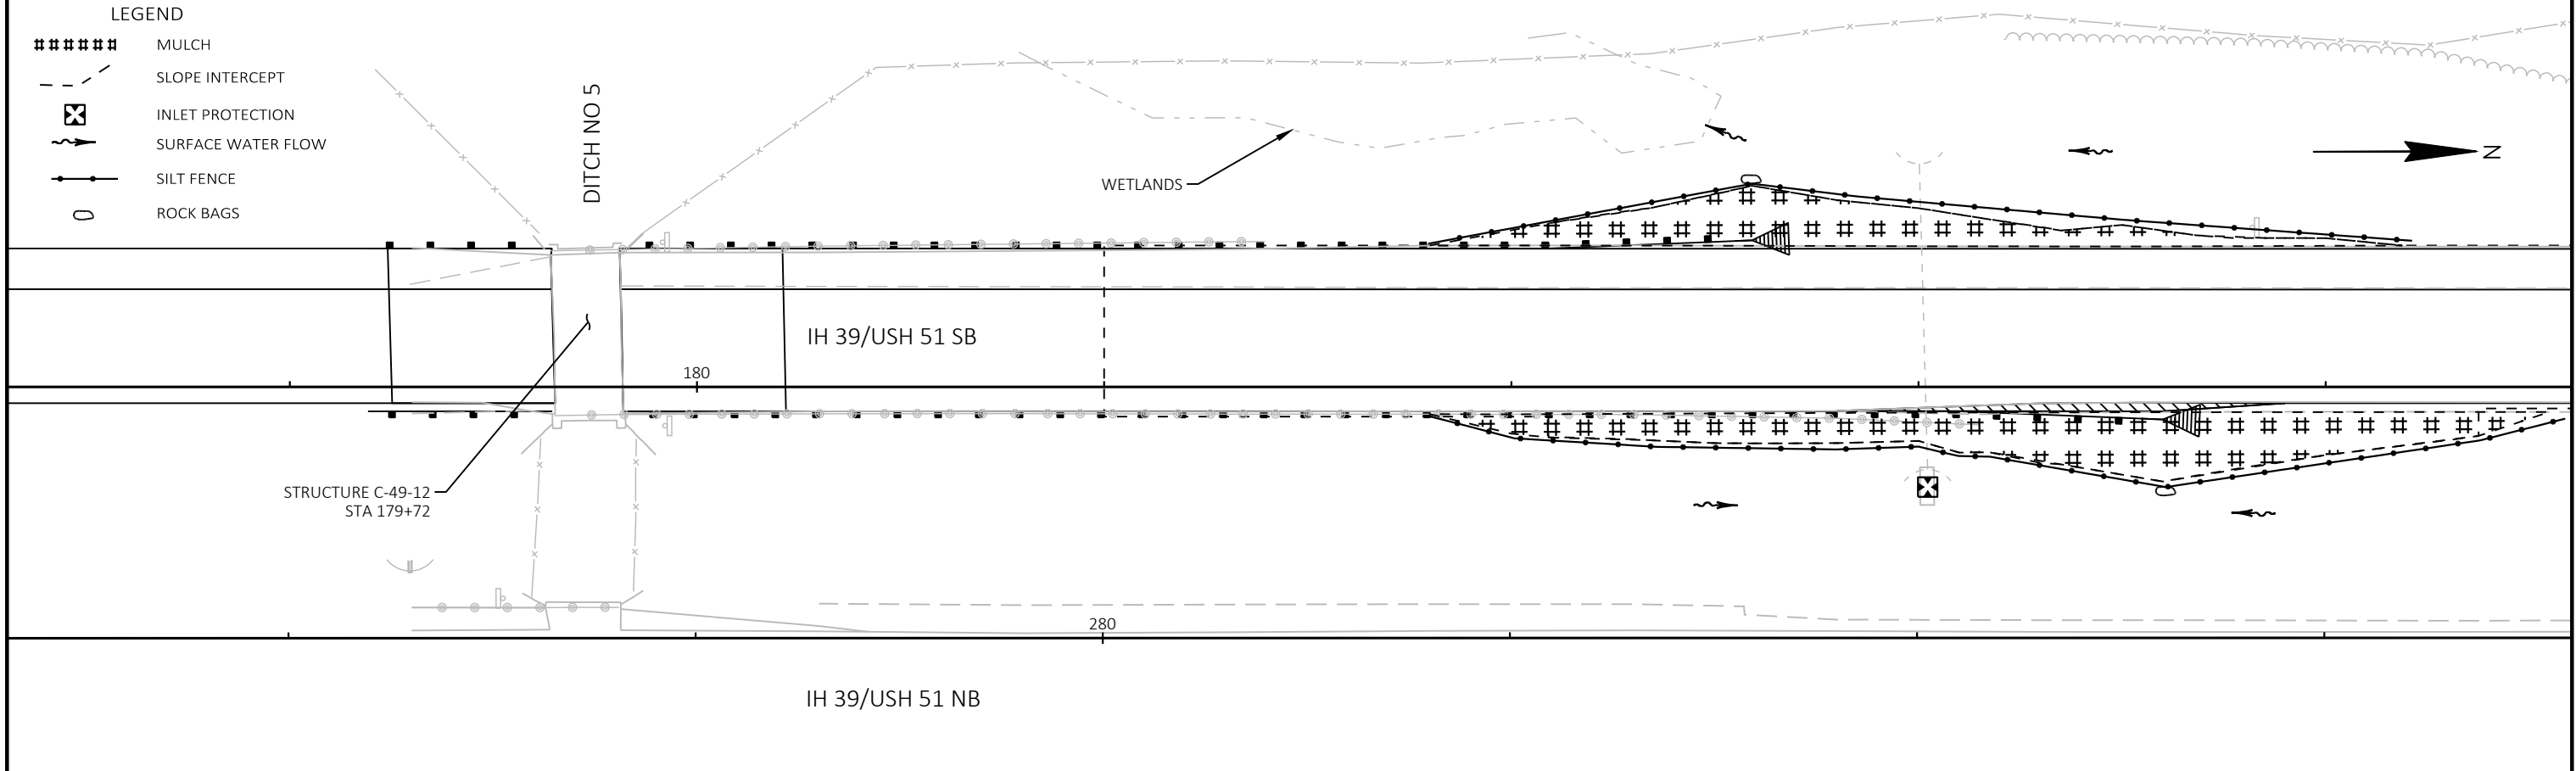 LEGEND
MULCH
SLOPE INTERCEPT
INLET PROTECTION
SURFACE WATER FLOW
SILT FENCE
ROCK BAGS
DITCH NO 5
WETLANDS
N
IH 39/USH 51 SB
180
STRUCTURE C-49-12
STA 179+72
280
IH 39/USH 51 NB